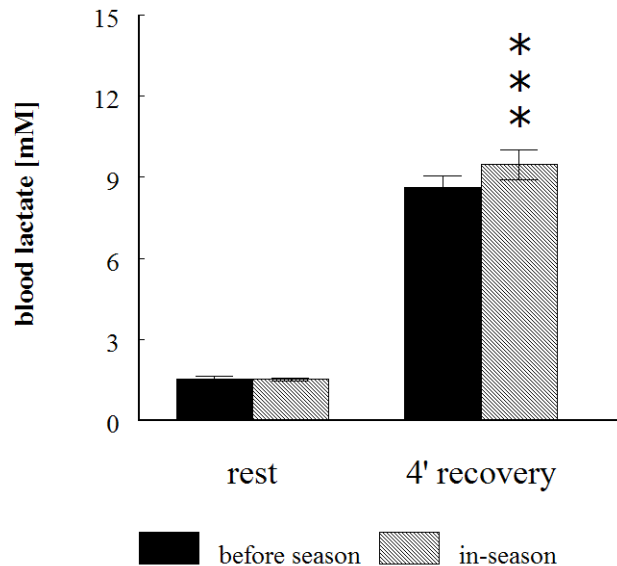 blood lactate [mM]
15
12
9
6
3
0
***
rest
4' recovery
before season
in-season